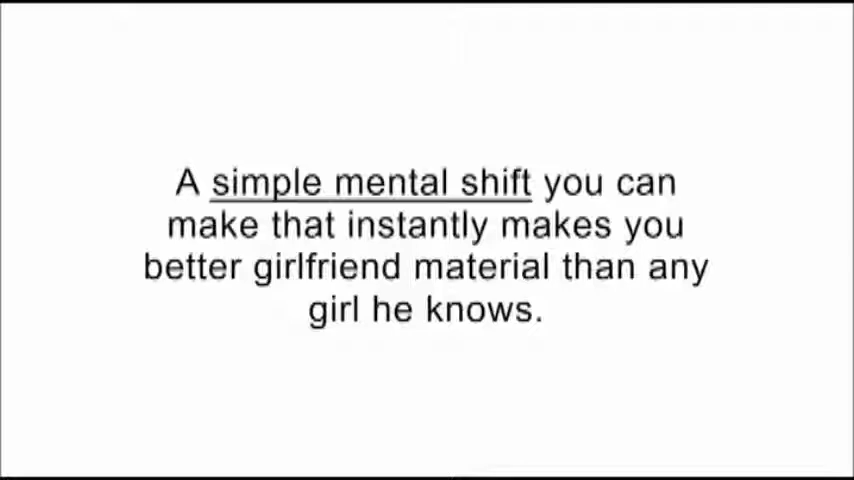 A simple mental shift you can
make that instantly makes you
better girlfriend material than any
girl he knows.